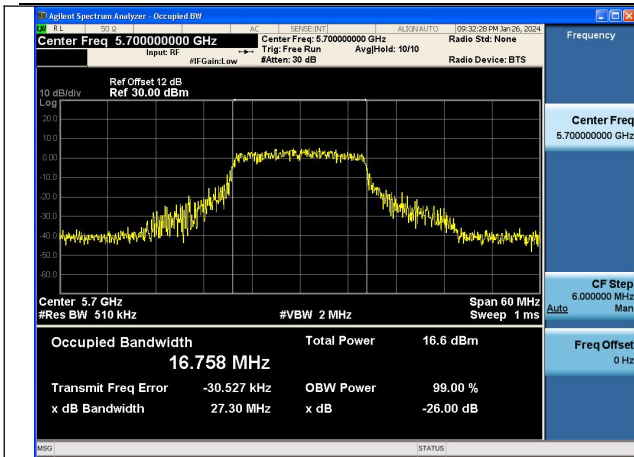 Agilent Spectrum Analyzer - Occupied BW
RL 50 Ω AC SENSE:INT ALIGN AUTO 09:32:28 PM Jan 26, 2024
Center Freq 5.700000000 GHz Center Freq: 5.700000000 GHz Radio Std: None
Input: RF Trig: Free Run Avg|Hold: 10/10
#IFGain:Low #Atten: 30 dB Radio Device: BTS
Frequency
Ref Offset 12 dB
10 dB/div Ref 30.00 dBm
Log
20.0
10.0
0.00
-10.0
-20.0
-30.0
-40.0
-50.0
-60.0
Center Freq
5.700000000 GHz
Center 5.7 GHz Span 60 MHz
#Res BW 510 kHz #VBW 2 MHz Sweep 1 ms
CF Step
6.000000 MHz
Auto Man
Occupied Bandwidth Total Power 16.6 dBm
16.758 MHz
Transmit Freq Error -30.527 kHz OBW Power 99.00 %
x dB Bandwidth 27.30 MHz x dB -26.00 dB
Freq Offset
0 Hz
MSG STATUS